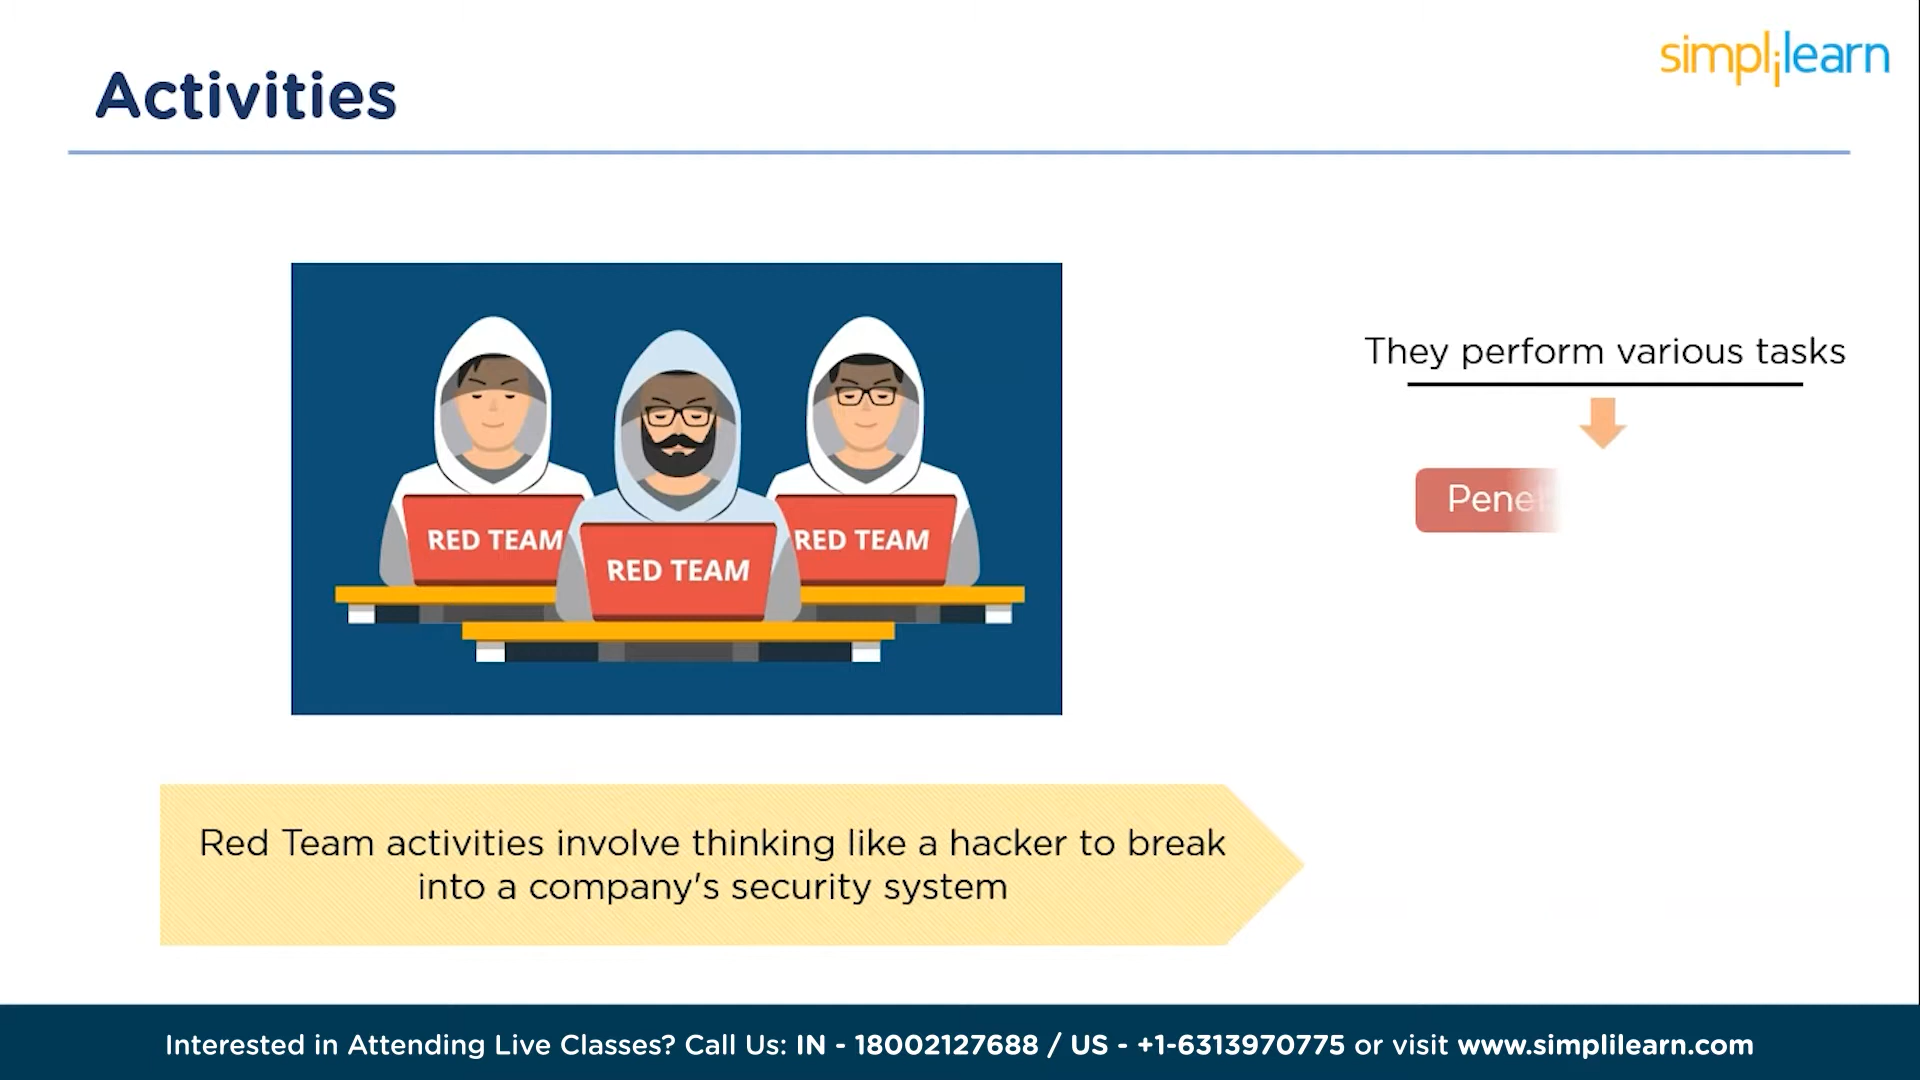 simplilearn
Activities
They perform various tasks
RED TEAM
RED TEAM
RED TEAM
Red Team activities involve thinking like a hacker to break
into a company's security system
Interested in Attending Live Classes? Call Us: IN - 18002127688 / US - +1-6313970775 or visit www.simplilearn.com